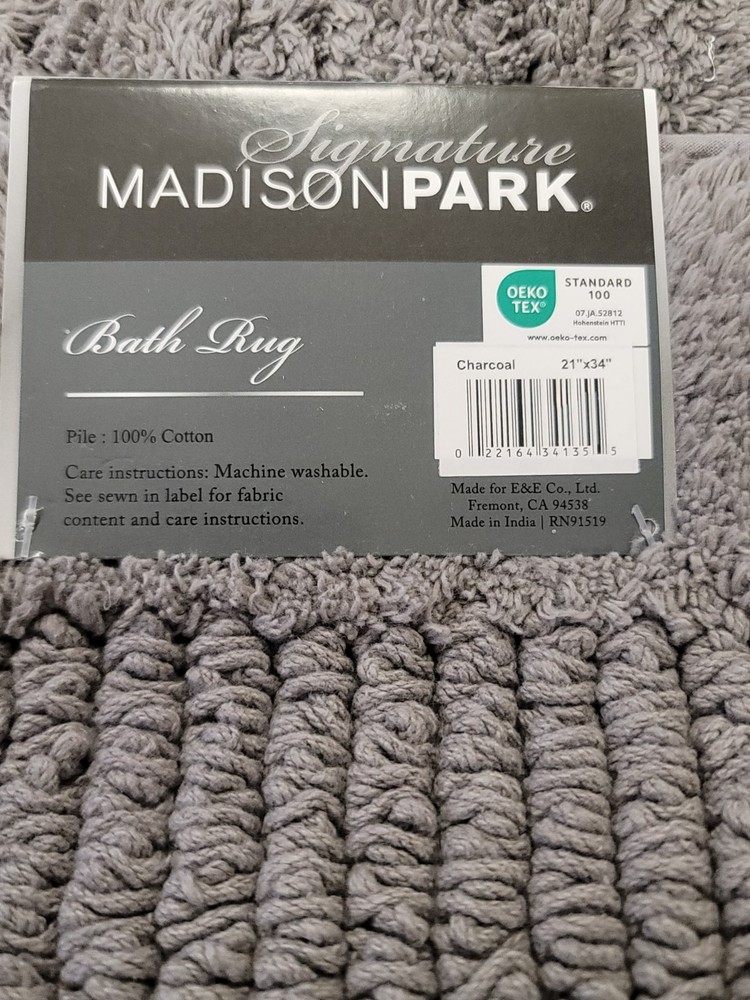 Signature
MADISONPARK®
OEKO
TEX®
STANDARD
100
07.JA.52812
Hohenstein HTTI
www.oeko-tex.com
Bath Rug
Charcoal 21"x34"
0 22164 34135 5
Pile : 100% Cotton
Care instructions: Machine washable.
See sewn in label for fabric
content and care instructions.
Made for E&E Co., Ltd.
Fremont, CA 94538
Made in India | RN91519